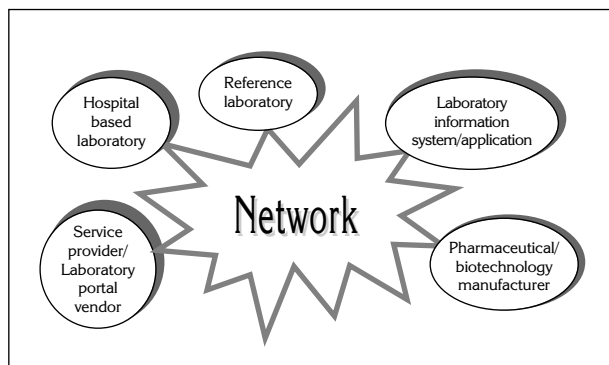 Hospital
based
laboratory
Reference
laboratory
Laboratory
information
system/application
Network
Service
provider/
Laboratory
portal
vendor
Pharmaceutical/
biotechnology
manufacturer